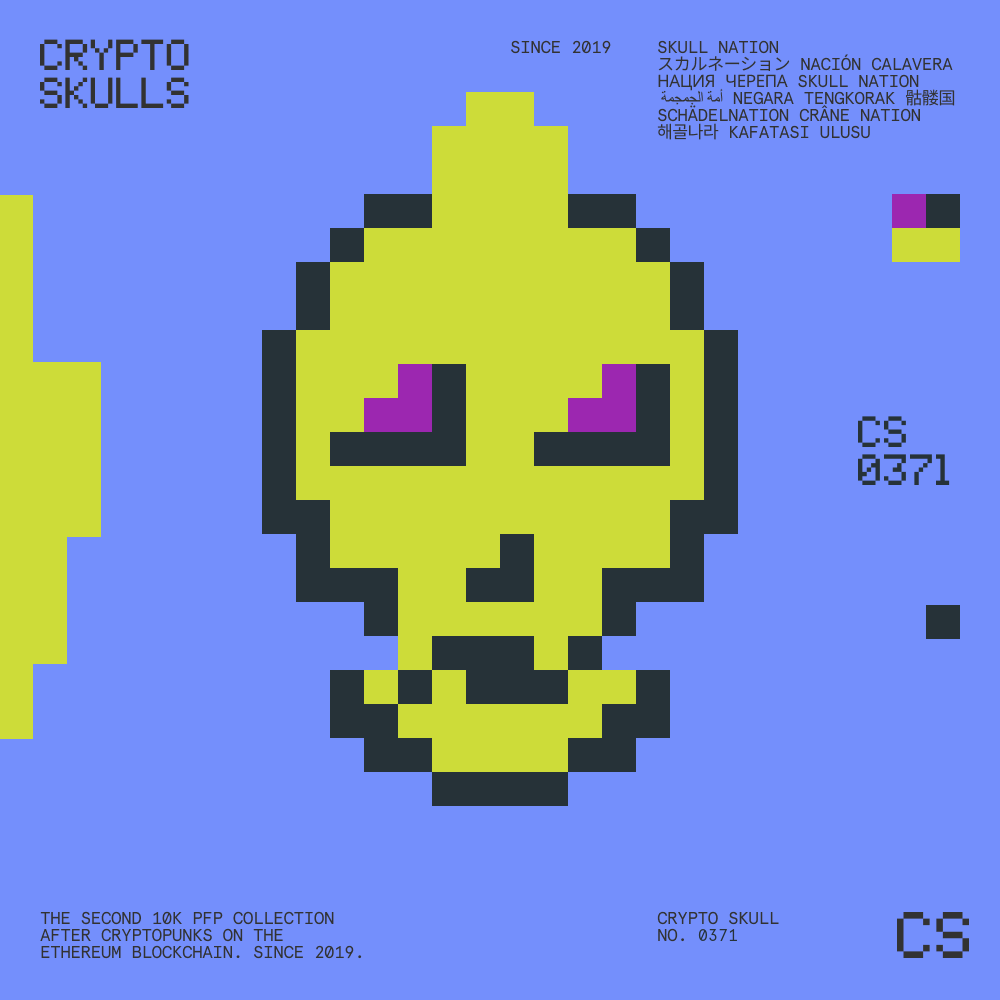 CRYPTO
SKULLS
SINCE 2019
SKULL NATION
スカルネーション NACIÓN CALAVERA
НАЦИЯ ЧЕРЕПА SKULL NATION
أمة الجمجمة NEGARA TENGKORAK 骷髅国
SCHÄDELNATION CRÂNE NATION
해골나라 KAFATASI ULUSU
CS
0371
THE SECOND 10K PFP COLLECTION
AFTER CRYPTOPUNKS ON THE
ETHEREUM BLOCKCHAIN. SINCE 2019.
CRYPTO SKULL
NO. 0371
CS